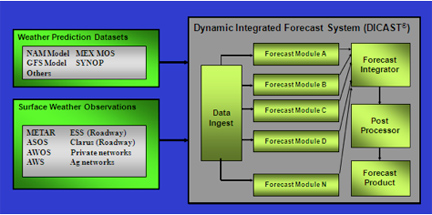 Weather Prediction Datasets
NAM Model MEX MOS
GFS Model SYNOP
Others
Surface Weather Observations
METAR ESS (Roadway)
ASOS Clarus (Roadway)
AWOS Private networks
AWS Ag networks
Dynamic Integrated Forecast System (DICAST®)
Data
Ingest
Forecast Module A
Forecast Module B
Forecast Module C
Forecast Module D
Forecast Module N
Forecast
Integrator
Post
Processor
Forecast
Product